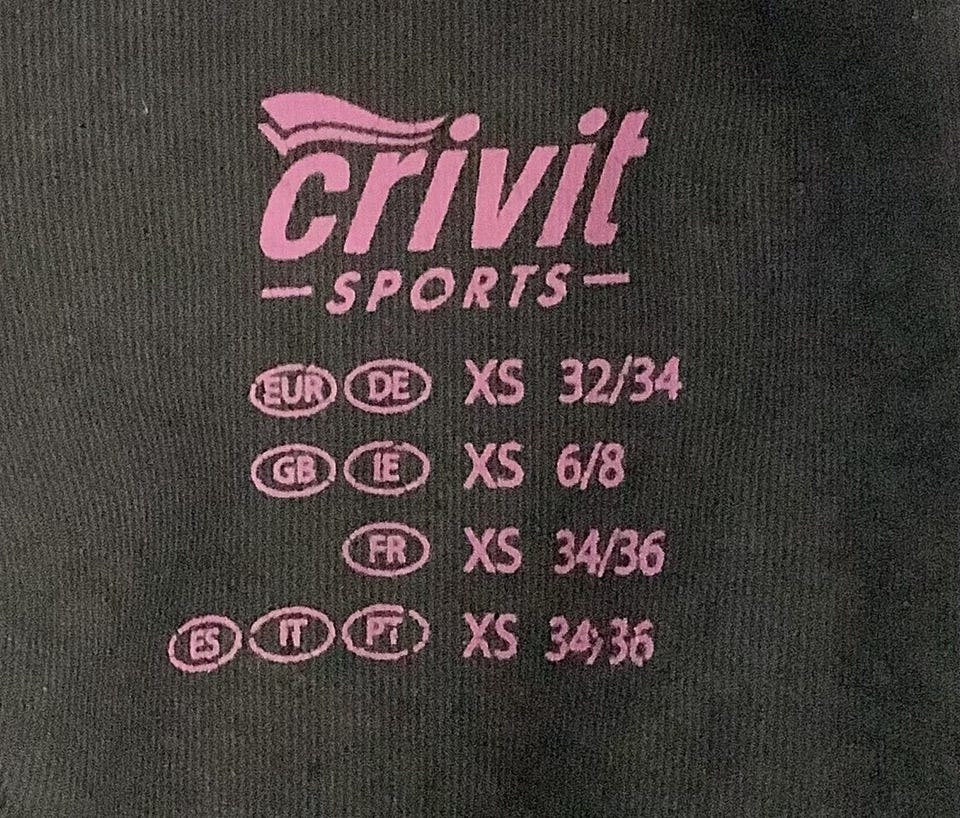 crivit
SPORTS
EUR DE XS 32/34
GB IE XS 6/8
FR XS 34/36
ES IT PT XS 34/36